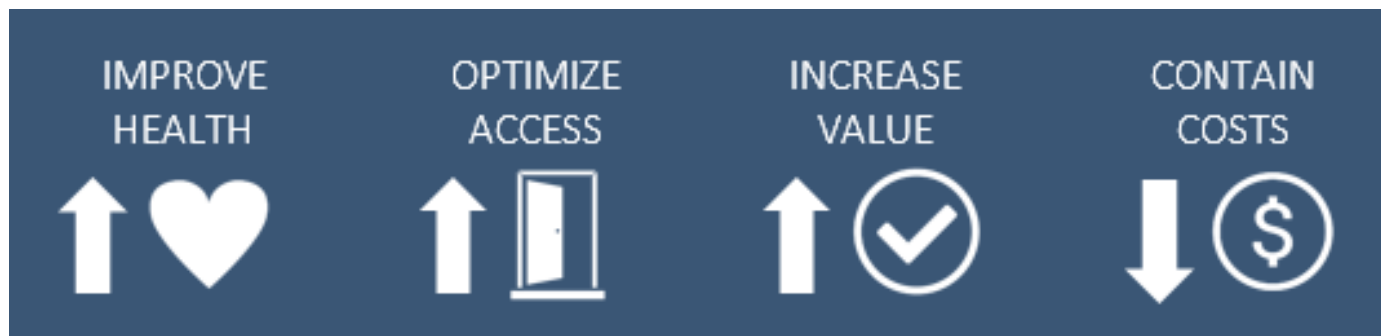 IMPROVE
HEALTH
OPTIMIZE
ACCESS
INCREASE
VALUE
CONTAIN
COSTS
$